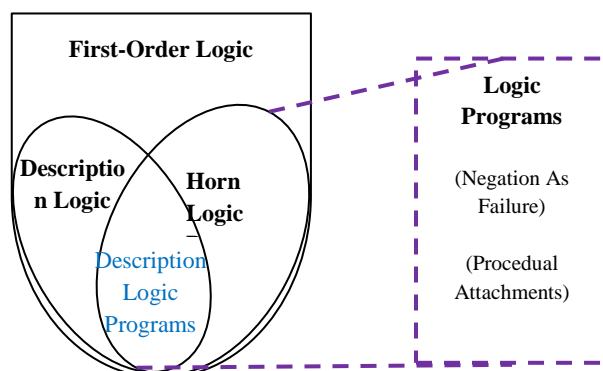 First-Order Logic
Descriptio
n Logic
Horn
Logic
Description
Logic
Programs
Logic
Programs
(Negation As
Failure)
(Procedual
Attachments)